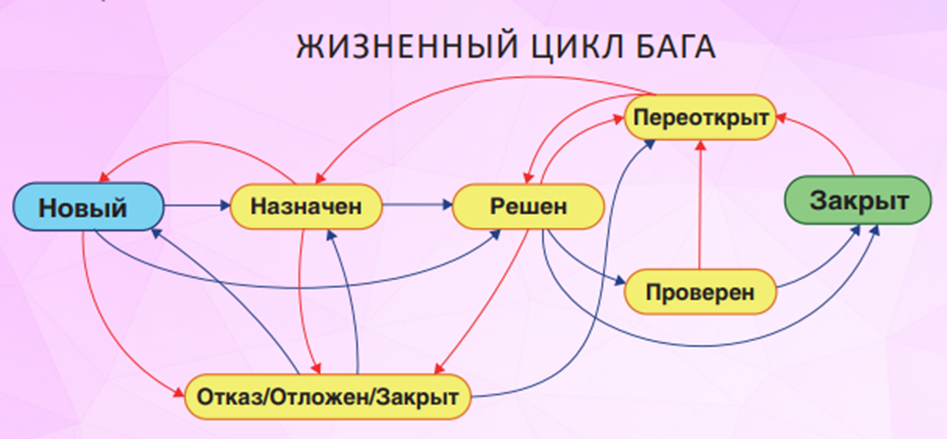 ЖИЗНЕННЫЙ ЦИКЛ БАГА
Переоткрыт
Новый
Назначен
Решен
Закрыт
Проверен
Отказ/Отложен/Закрыт